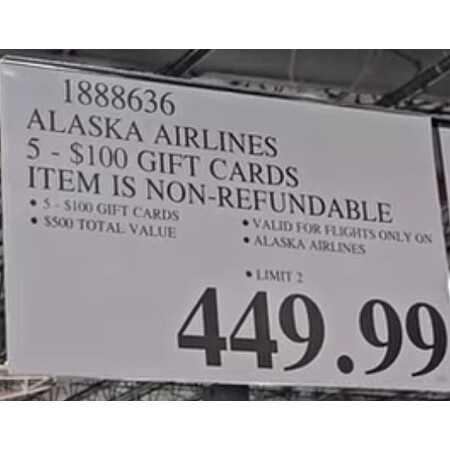 1888636
ALASKA AIRLINES
5 - $100 GIFT CARDS
ITEM IS NON-REFUNDABLE
• 5 - $100 GIFT CARDS
• $500 TOTAL VALUE
• VALID FOR FLIGHTS ONLY ON
• ALASKA AIRLINES
• LIMIT 2
449.99